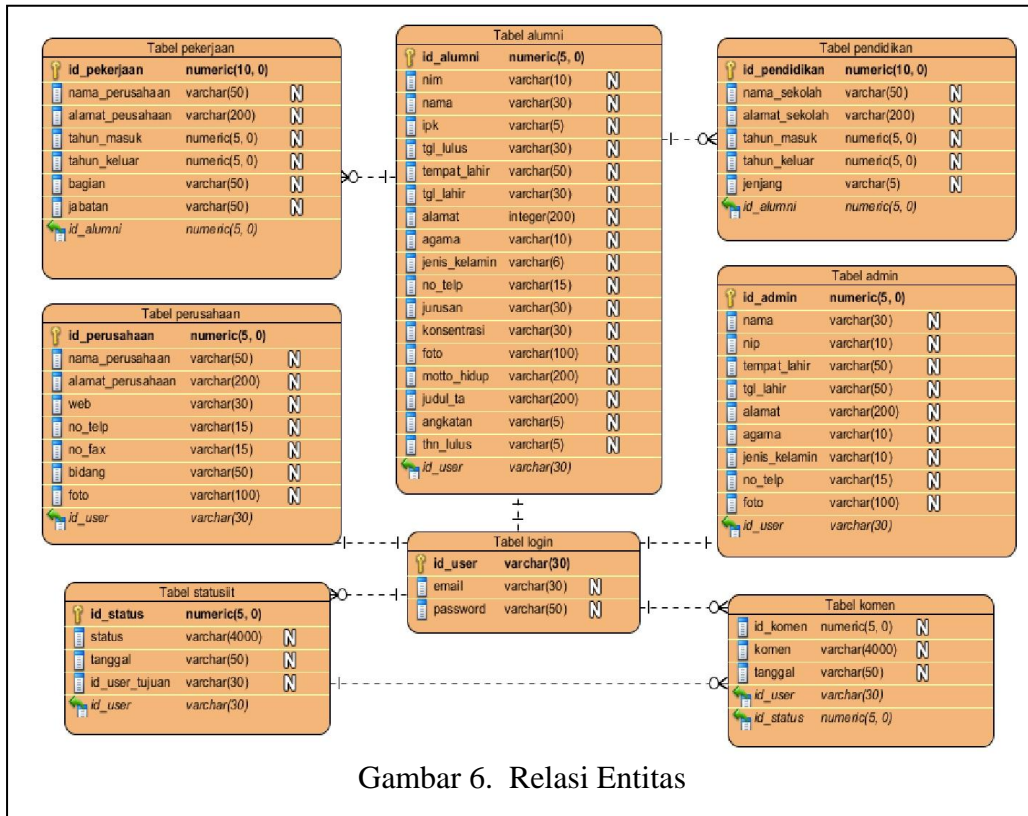 Tabel pekerjaan
id_pekerjaan numeric(10, 0)
nama_perusahaan varchar(50) N
alamat_peusahaan varchar(200) N
tahun_masuk numeric(5, 0) N
tahun_keluar numeric(5, 0) N
bagian varchar(50) N
jabatan varchar(50) N
id_alumni numeric(5, 0)
Tabel alumni
id_alumni numeric(5, 0)
nim varchar(10) N
nama varchar(30) N
ipk varchar(5) N
tgl_lulus varchar(30) N
tempat_lahir varchar(50) N
tgl_lahir varchar(30) N
alamat integer(200) N
agama varchar(10) N
jenis_kelamin varchar(6) N
no_telp varchar(15) N
jurusan varchar(30) N
konsentrasi varchar(30) N
foto varchar(100) N
motto_hidup varchar(200) N
judul_ta varchar(200) N
angkatan varchar(5) N
thn_lulus varchar(5) N
id_user varchar(30)
Tabel pendidikan
id_pendidikan numeric(10, 0)
nama_sekolah varchar(50) N
alamat_sekolah varchar(200) N
tahun_masuk numeric(5, 0) N
tahun_keluar numeric(5, 0) N
jenjang varchar(5) N
id_alumni numeric(5, 0)
Tabel perusahaan
id_perusahaan numeric(5, 0)
nama_perusahaan varchar(50) N
alamat_perusahaan varchar(200) N
web varchar(30) N
no_telp varchar(15) N
no_fax varchar(15) N
bidang varchar(50) N
foto varchar(100) N
id_user varchar(30)
Tabel admin
id_admin numeric(5, 0)
nama varchar(30) N
nip varchar(10) N
tempat_lahir varchar(50) N
tgl_lahir varchar(50) N
alamat varchar(200) N
agama varchar(10) N
jenis_kelamin varchar(10) N
no_telp varchar(15) N
foto varchar(100) N
id_user varchar(30)
Tabel login
id_user varchar(30)
email varchar(30) N
password varchar(50) N
Tabel statusiit
id_status numeric(5, 0)
status varchar(4000) N
tanggal varchar(50) N
id_user_tujuan varchar(30) N
id_user varchar(30)
Tabel komen
id_komen numeric(5, 0) N
komen varchar(4000) N
tanggal varchar(50) N
id_user varchar(30)
id_status numeric(5, 0)
Gambar 6. Relasi Entitas